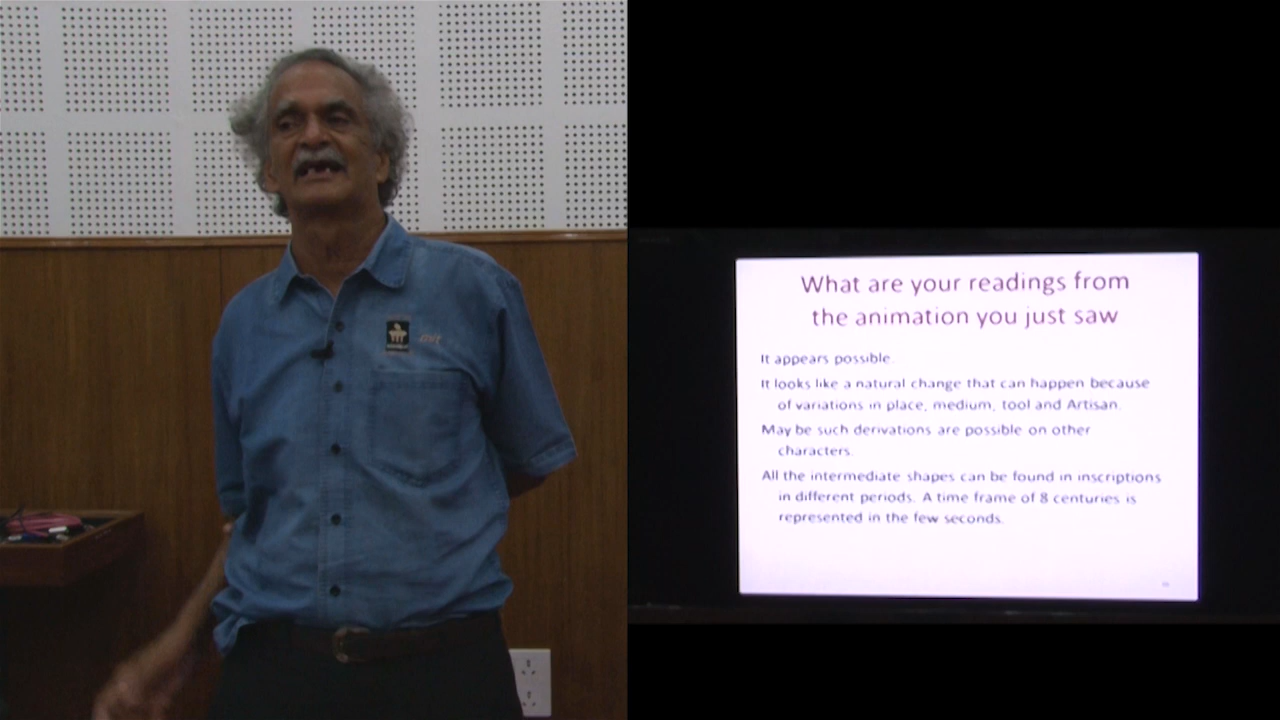 What are your readings from
the animation you just saw
It appears possible.
It looks like a natural change that can happen because
of variations in place, medium, tool and Artisan.
May be such derivations are possible on other
characters.
All the intermediate shapes can be found in inscriptions
in different periods. A time frame of 8 centuries is
represented in the few seconds.